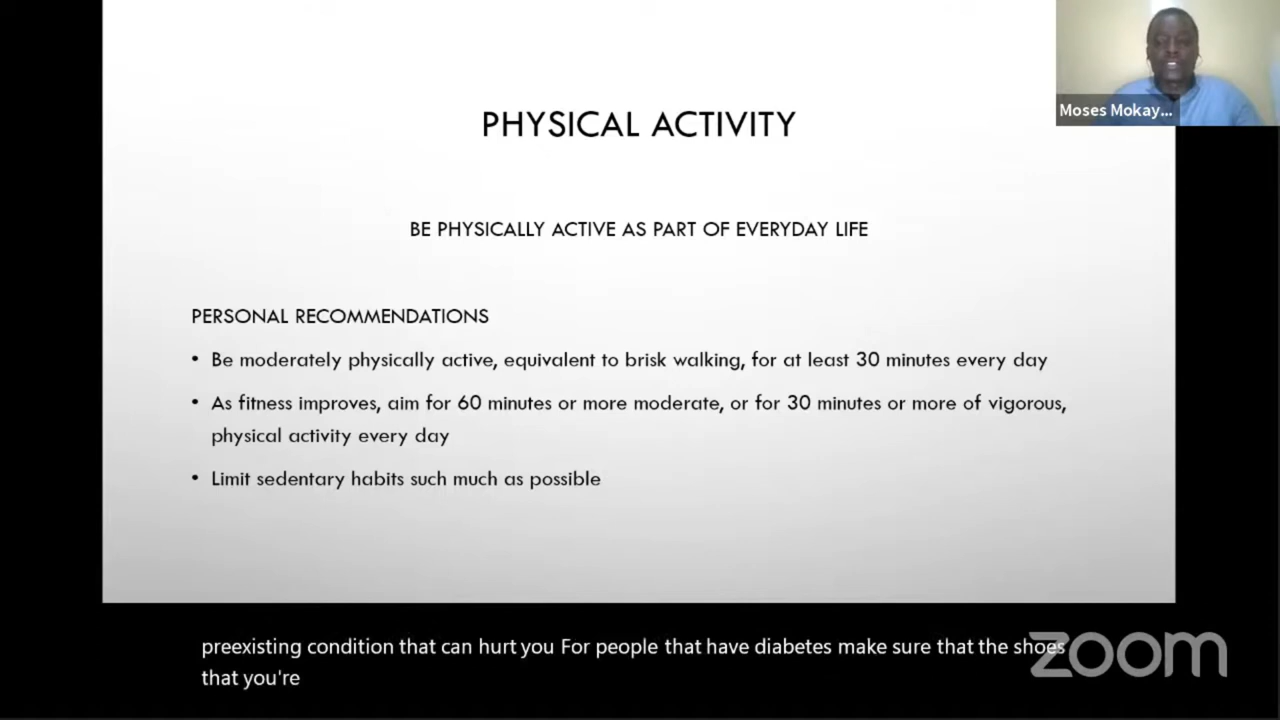 PHYSICAL ACTIVITY
BE PHYSICALLY ACTIVE AS PART OF EVERYDAY LIFE
PERSONAL RECOMMENDATIONS
• Be moderately physically active, equivalent to brisk walking, for at least 30 minutes every day
• As fitness improves, aim for 60 minutes or more moderate, or for 30 minutes or more of vigorous,
physical activity every day
• Limit sedentary habits such much as possible
Moses Mokay...
preexisting condition that can hurt you For people that have diabetes make sure that the shoes
that you're
zoom